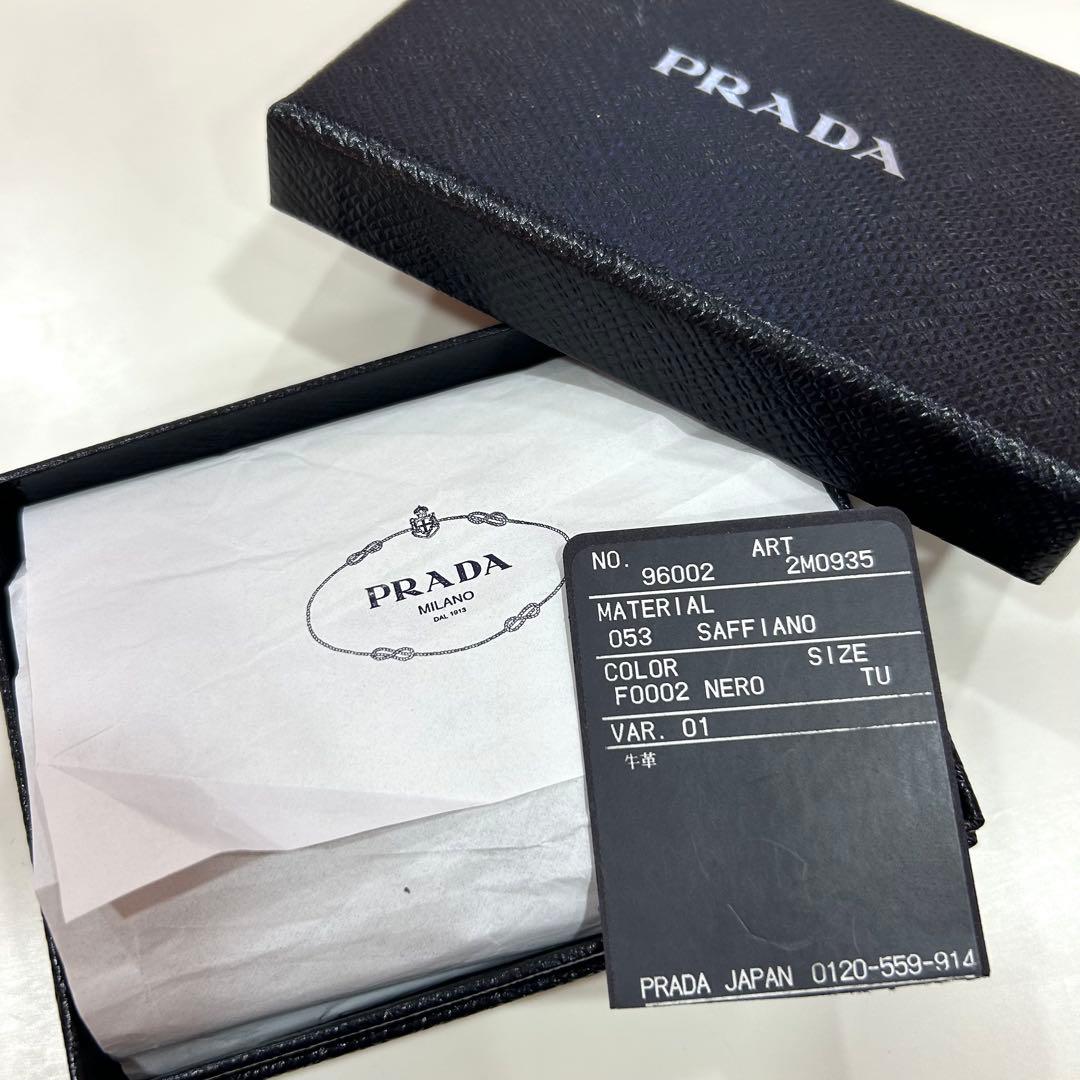 PRADA
PRADA
MILANO
DAL 1913
NO. 96002 ART 2M0935
MATERIAL
053 SAFFIANO
COLOR SIZE
F0002 NERO TU
VAR. 01
牛革
PRADA JAPAN 0120-559-914